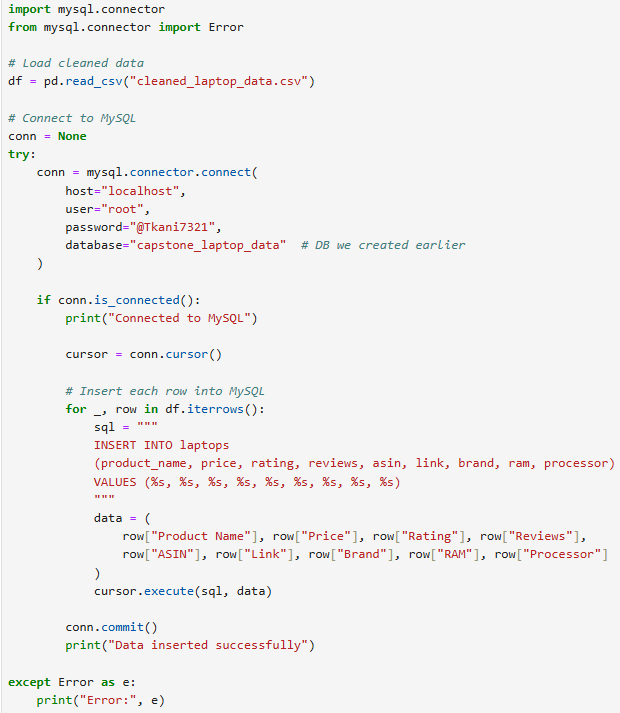 import mysql.connector
from mysql.connector import Error

# Load cleaned data
df = pd.read_csv("cleaned_laptop_data.csv")

# Connect to MySQL
conn = None
try:
    conn = mysql.connector.connect(
        host="localhost",
        user="root",
        password="@Tkani7321",
        database="capstone_laptop_data"  # DB we created earlier
    )

    if conn.is_connected():
        print("Connected to MySQL")

        cursor = conn.cursor()

        # Insert each row into MySQL
        for _, row in df.iterrows():
            sql = """
            INSERT INTO laptops
            (product_name, price, rating, reviews, asin, link, brand, ram, processor)
            VALUES (%s, %s, %s, %s, %s, %s, %s, %s, %s)
            """
            data = (
                row["Product Name"], row["Price"], row["Rating"], row["Reviews"],
                row["ASIN"], row["Link"], row["Brand"], row["RAM"], row["Processor"]
            )
            cursor.execute(sql, data)

        conn.commit()
        print("Data inserted successfully")

except Error as e:
    print("Error:", e)